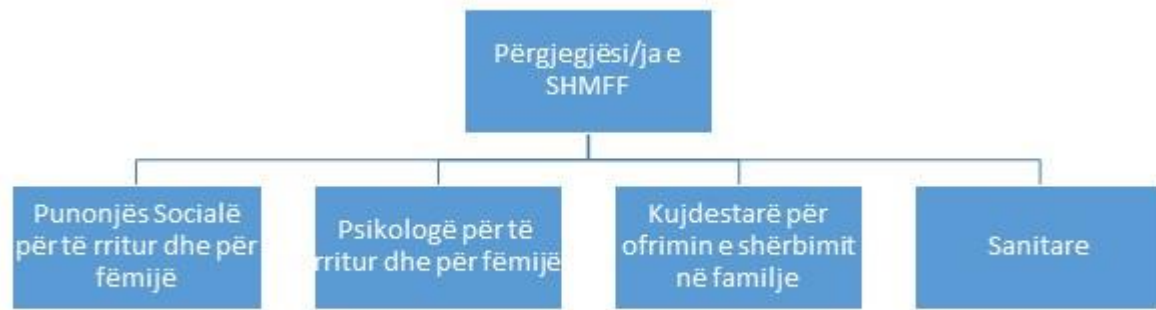 Përgjegjësi/ja e
SHMFF
Punonjës Socialë
për të rritur dhe për
fëmijë
Psikologë për të
rritur dhe për fëmijë
Kujdestarë për
ofrimin e shërbimit
në familje
Sanitare